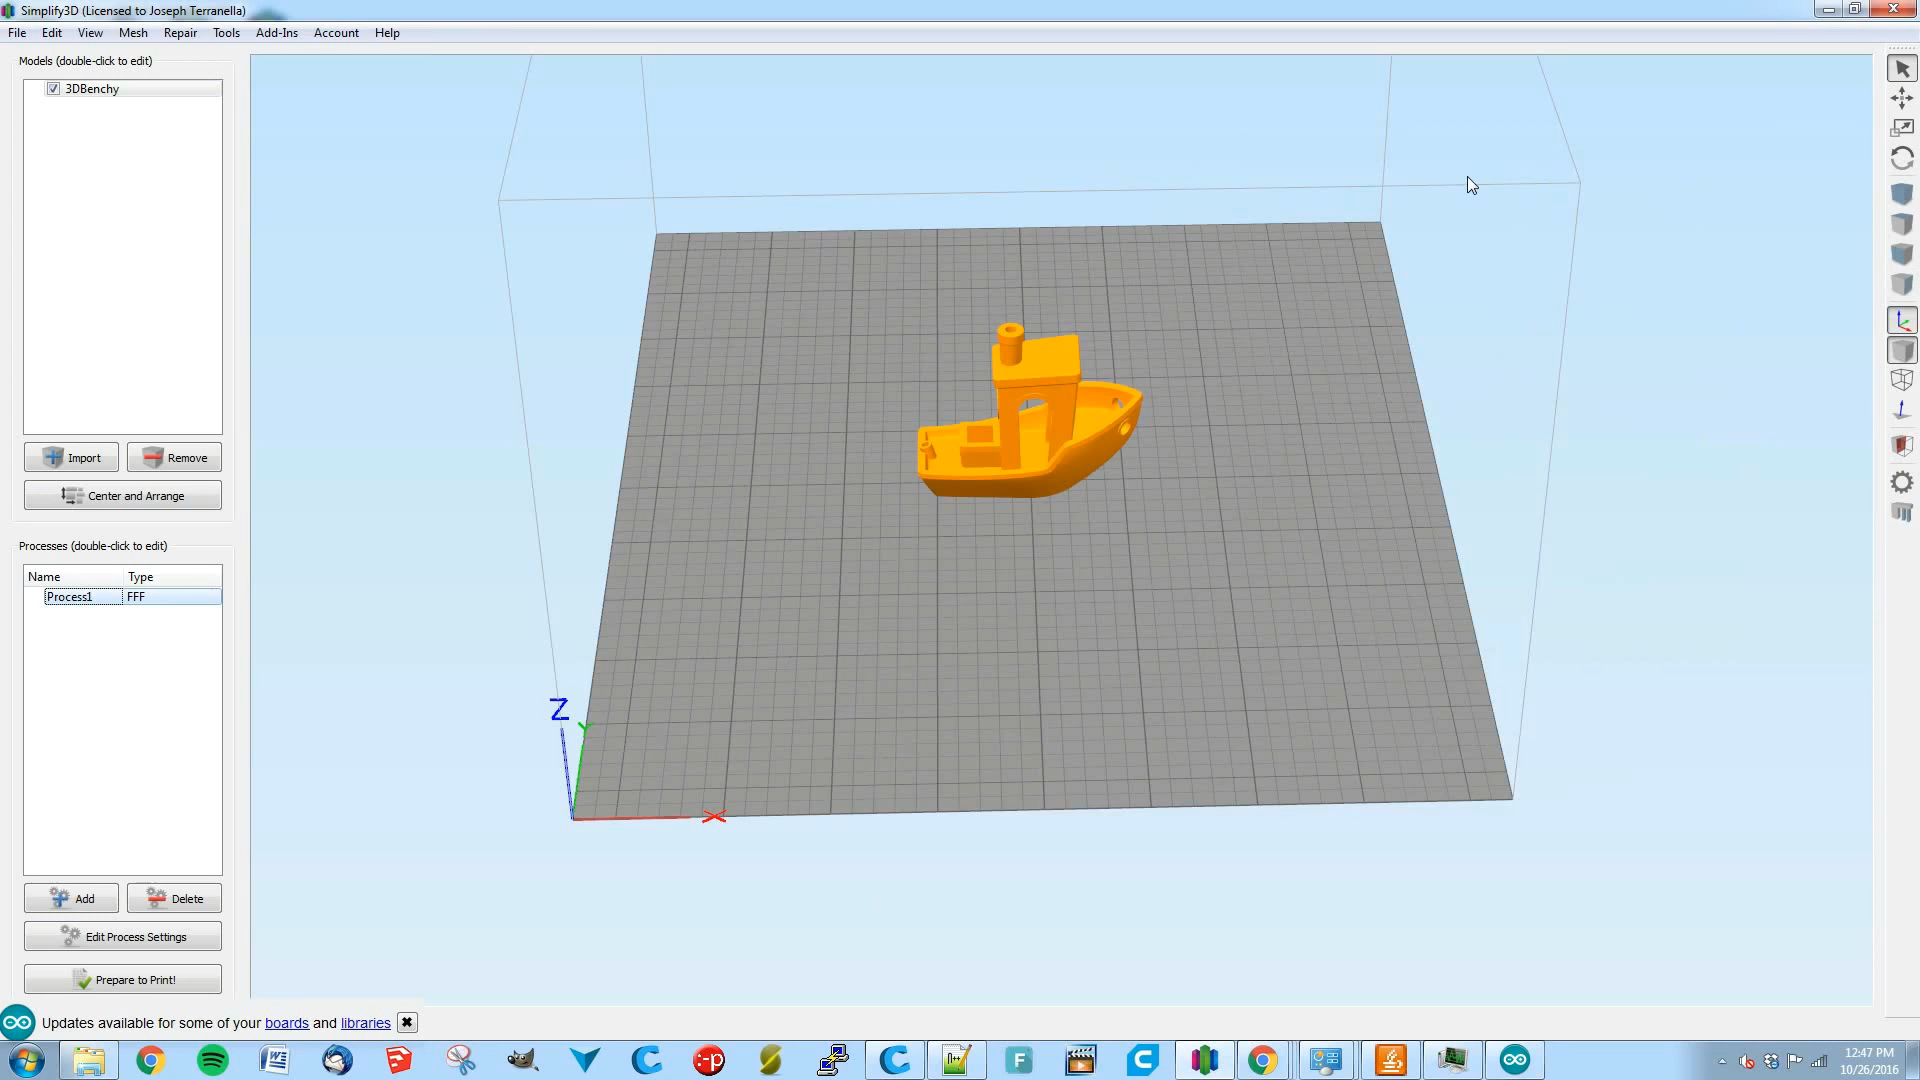 Simplify3D (Licensed to Joseph Terranella)
File Edit View Mesh Repair Tools Add-Ins Account Help
Models (double-click to edit)
3DBenchy
Import Remove
Center and Arrange
Processes (double-click to edit)
Name Type
Process1 FFF
Z
Y
X
Add Delete
Edit Process Settings
Prepare to Print!
Updates available for some of your boards and libraries
12:47 PM
10/26/2016